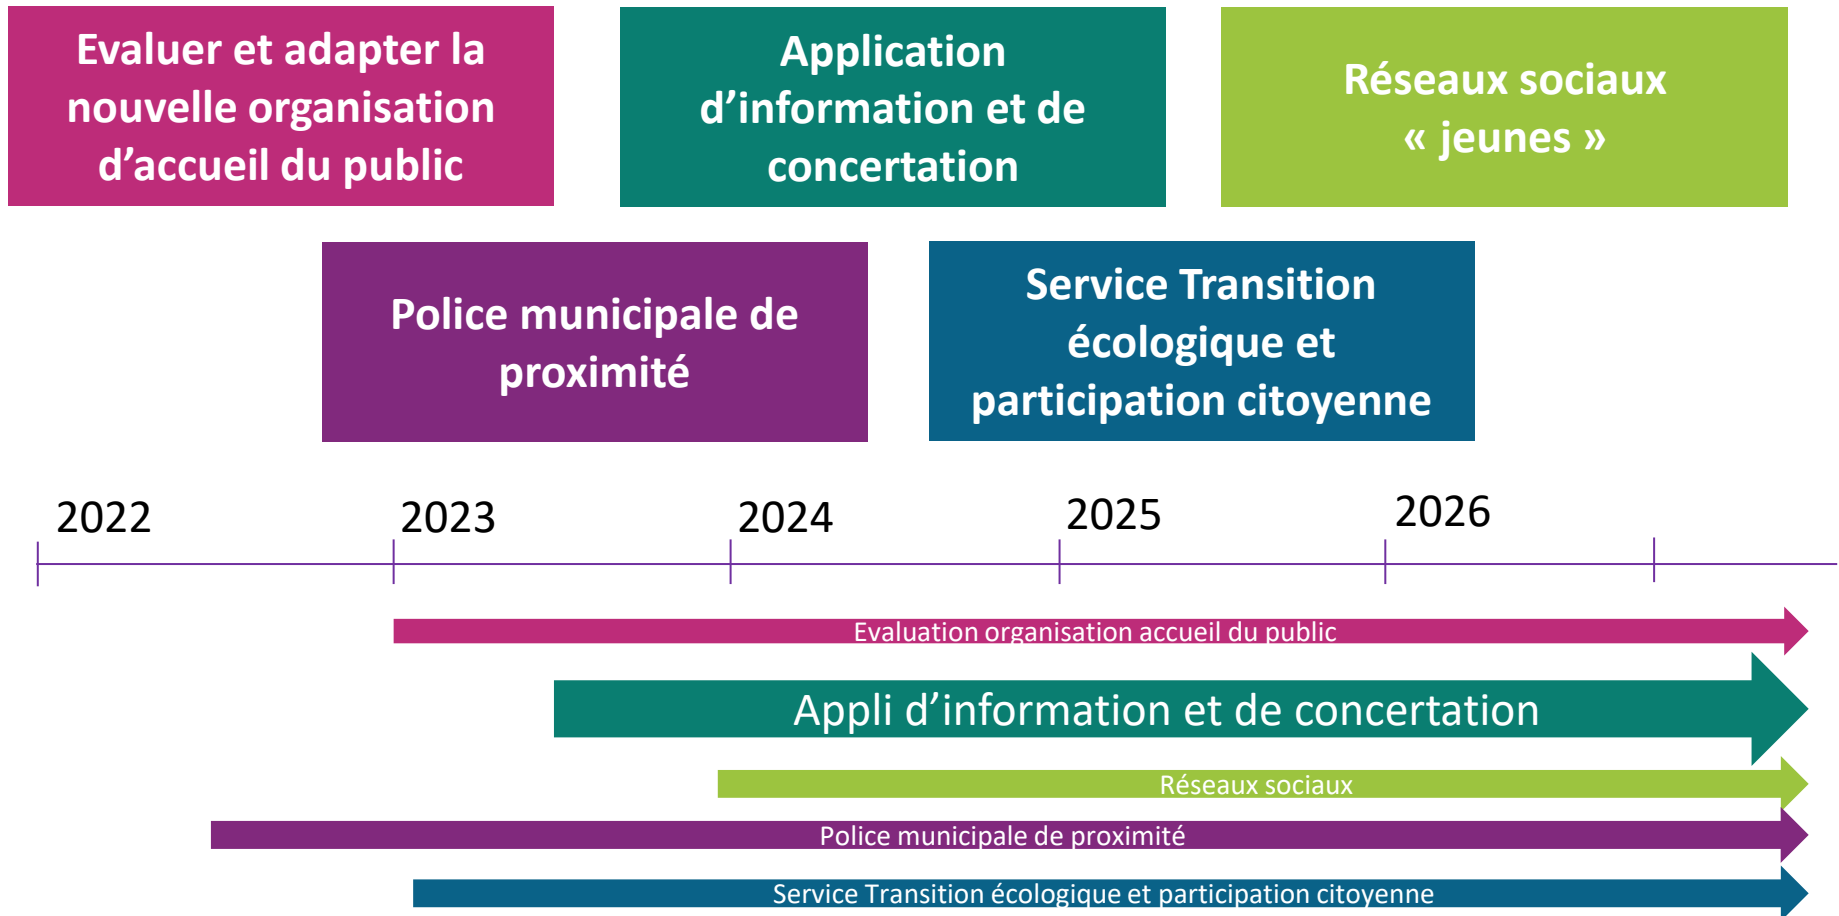 Evaluer et adapter la
nouvelle organisation
d’accueil du public
Application
d’information et de
concertation
Réseaux sociaux
« jeunes »
Police municipale de
proximité
Service Transition
écologique et
participation citoyenne
2022
2023
2024
2025
2026
Evaluation organisation accueil du public
Appli d’information et de concertation
Réseaux sociaux
Police municipale de proximité
Service Transition écologique et participation citoyenne